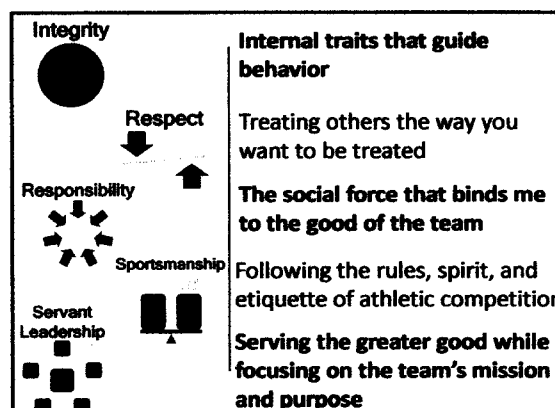 Integrity
Internal traits that guide
behavior
Respect
Treating others the way you
want to be treated
Responsibility
The social force that binds me
to the good of the team
Sportsmanship
Following the rules, spirit, and
etiquette of athletic competition
Servant
Leadership
Serving the greater good while
focusing on the team's mission
and purpose